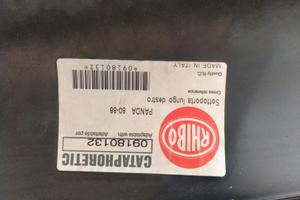 CATAPHORETIC
Adaptable with
Adattabile per
09180132
RHIBO
PANDA 80-86
Sottoporta lungo destro
Cross reference
Quality R.C.
*09180132*
MADE IN ITALY